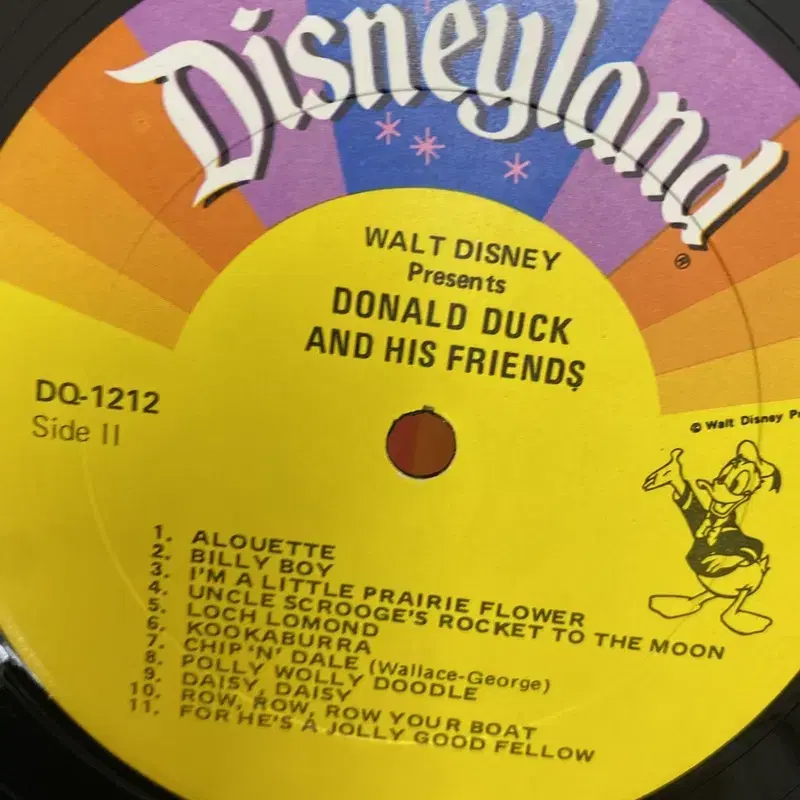 Disneyland
®
WALT DISNEY
Presents
DONALD DUCK
AND HIS FRIENDS
DQ-1212
Side II
© Walt Disney
1. ALOUETTE
2. BILLY BOY
3. I'M A LITTLE PRAIRIE FLOWER
4. UNCLE SCROOGE'S ROCKET TO THE MOON
5. LOCH LOMOND
6. KOOKABURRA
7. CHIP 'N' DALE (Wallace-George)
8. POLLY WOLLY DOODLE
9. DAISY, DAISY
10. ROW, ROW, ROW YOUR BOAT
11. FOR HE'S A JOLLY GOOD FELLOW